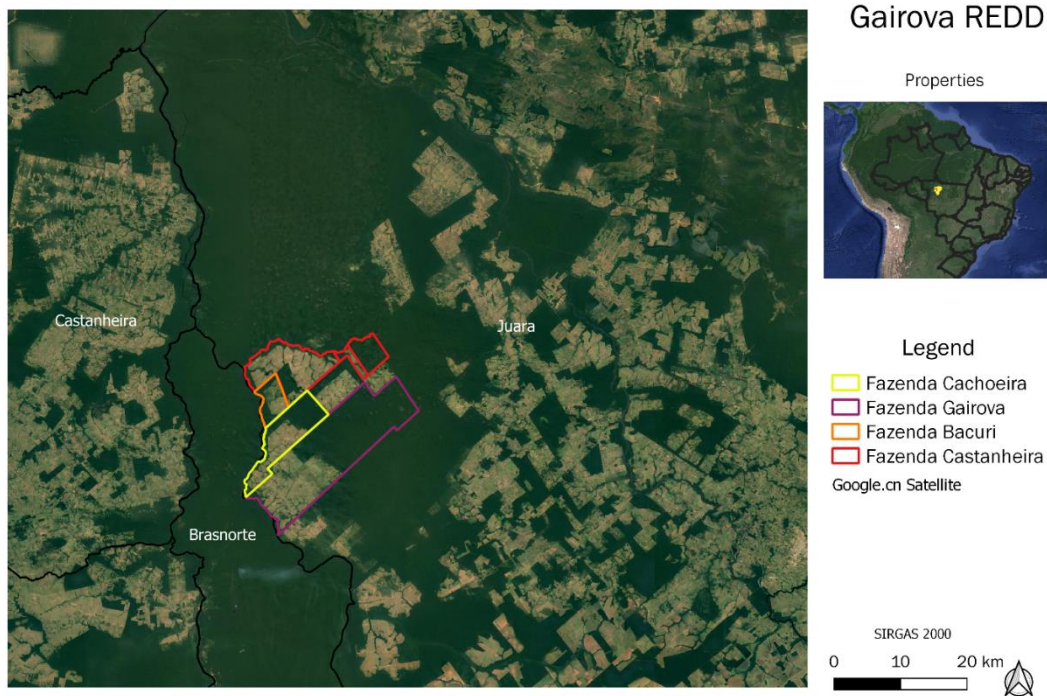 Gairova REDD
Properties
Castanheira
Juara
Brasnorte
Legend
Fazenda Cachoeira
Fazenda Gairova
Fazenda Bacuri
Fazenda Castanheira
Google.cn Satellite
SIRGAS 2000
0 10 20 km